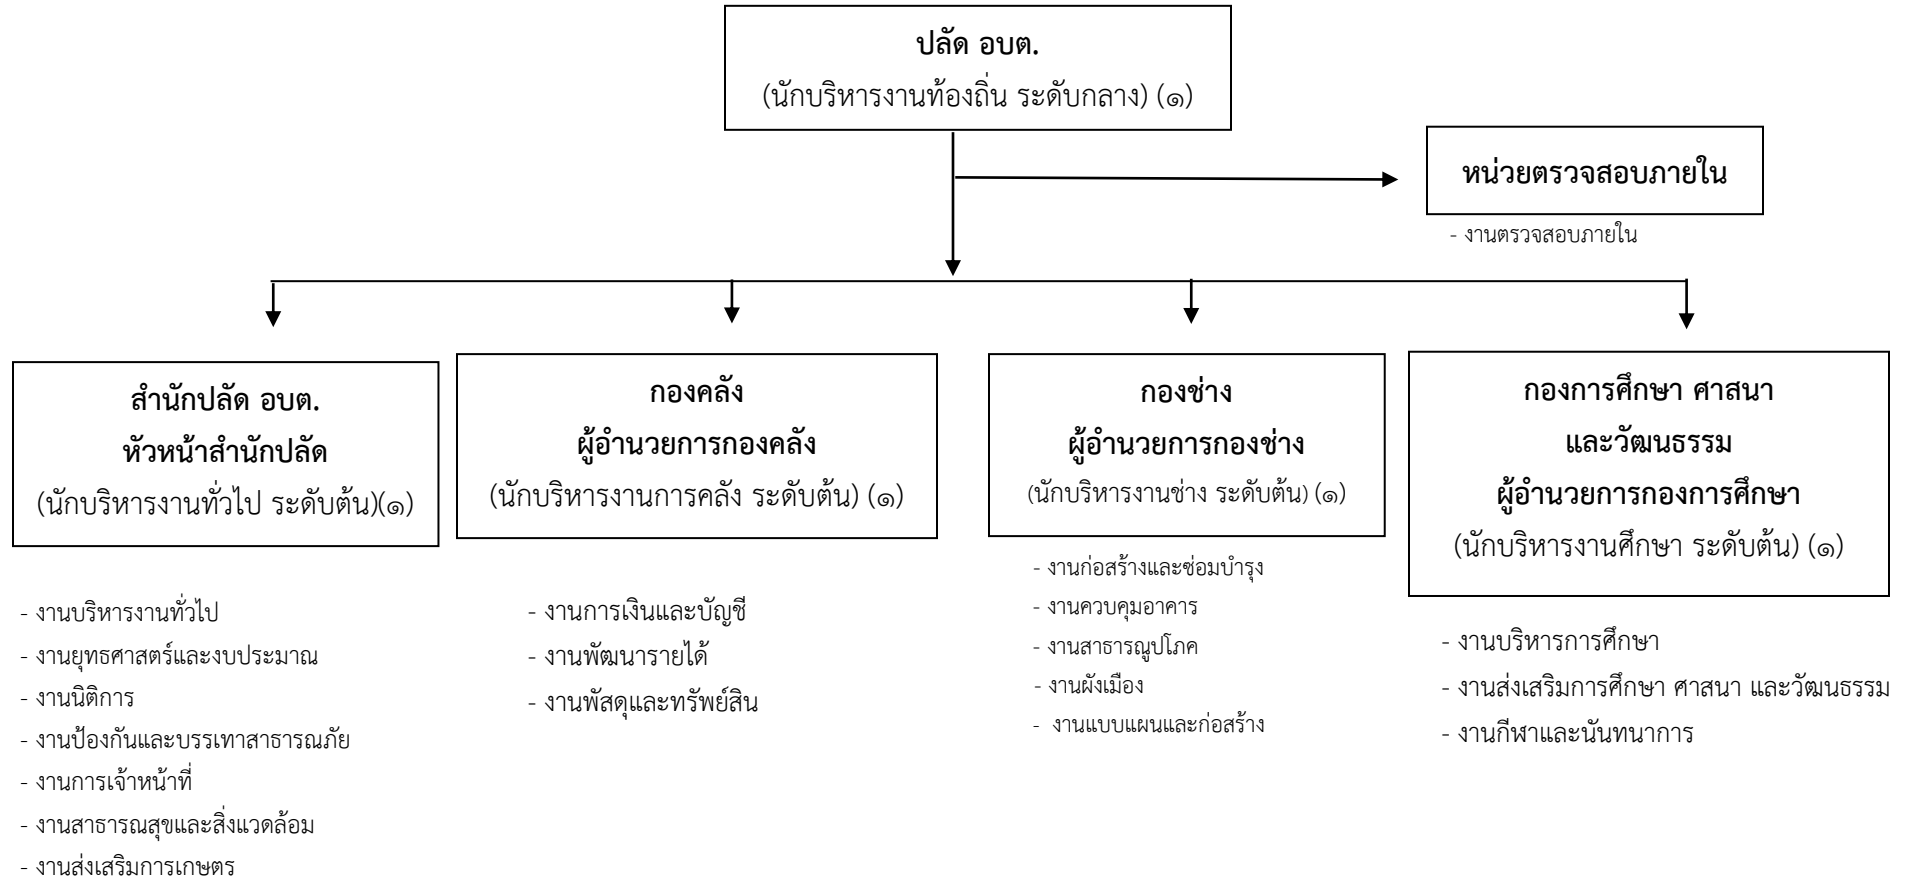 ปลัด อบต.
(นักบริหารงานท้องถิ่น ระดับกลาง) (๑)
หน่วยตรวจสอบภายใน
- งานตรวจสอบภายใน
สำนักปลัด อบต.
หัวหน้าสำนักปลัด
(นักบริหารงานทั่วไป ระดับต้น)(๑)
- งานบริหารงานทั่วไป
- งานยุทธศาสตร์และงบประมาณ
- งานนิติการ
- งานป้องกันและบรรเทาสาธารณภัย
- งานการเจ้าหน้าที่
- งานสาธารณสุขและสิ่งแวดล้อม
- งานส่งเสริมการเกษตร
กองคลัง
ผู้อำนวยการกองคลัง
(นักบริหารงานการคลัง ระดับต้น) (๑)
- งานการเงินและบัญชี
- งานพัฒนารายได้
- งานพัสดุและทรัพย์สิน
กองช่าง
ผู้อำนวยการกองช่าง
(นักบริหารงานช่าง ระดับต้น) (๑)
- งานก่อสร้างและซ่อมบำรุง
- งานควบคุมอาคาร
- งานสาธารณูปโภค
- งานผังเมือง
- งานแบบแผนและก่อสร้าง
กองการศึกษา ศาสนา
และวัฒนธรรม
ผู้อำนวยการกองการศึกษา
(นักบริหารงานศึกษา ระดับต้น) (๑)
- งานบริหารการศึกษา
- งานส่งเสริมการศึกษา ศาสนา และวัฒนธรรม
- งานกีฬาและนันทนาการ